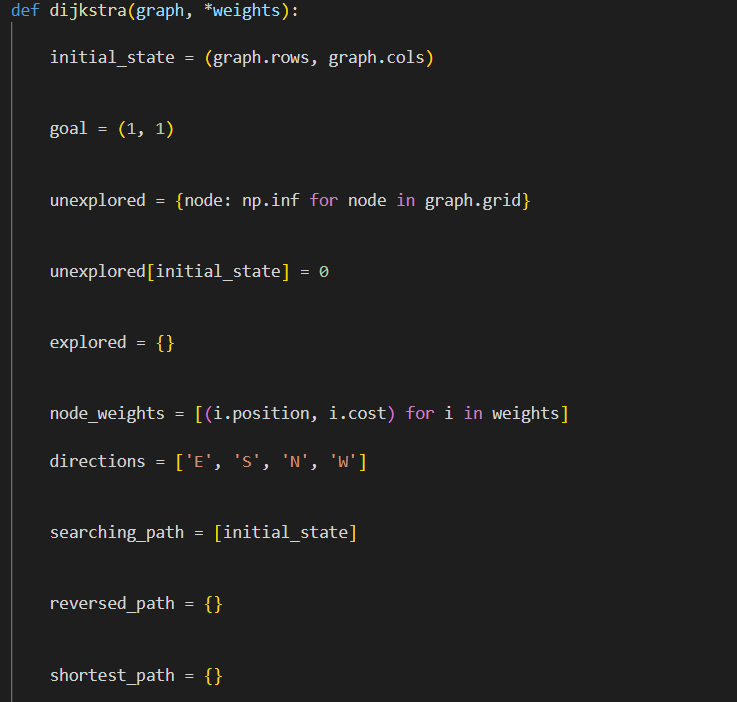 def dijkstra(graph, *weights):
initial_state = (graph.rows, graph.cols)
goal = (1, 1)
unexplored = {node: np.inf for node in graph.grid}
unexplored[initial_state] = 0
explored = {}
node_weights = [(i.position, i.cost) for i in weights]
directions = ['E', 'S', 'N', 'W']
searching_path = [initial_state]
reversed_path = {}
shortest_path = {}